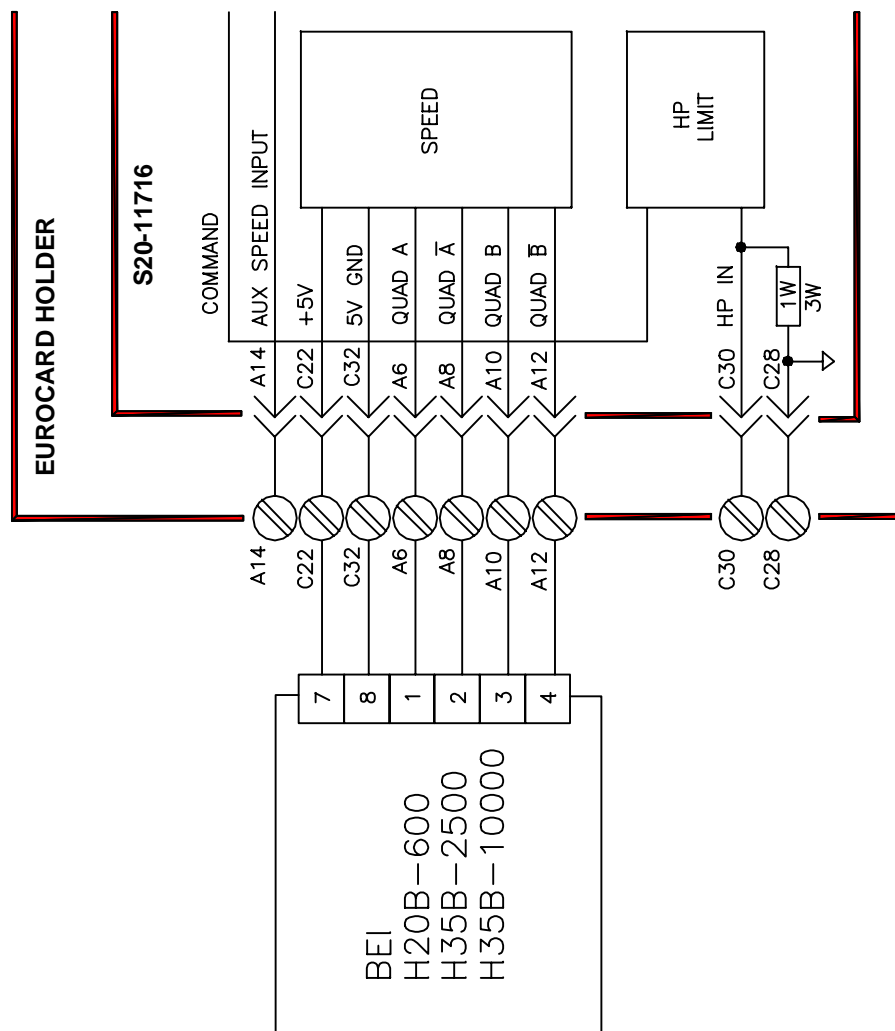 EUROCARD HOLDER
S20-11716
COMMAND
AUX SPEED INPUT
+5V
5V GND
QUAD A
QUAD A̅
QUAD B
QUAD B̅
SPEED
HP
LIMIT
HP IN
1W
3W
A14
C22
C32
A6
A8
A10
A12
C30
C28
A14
C22
C32
A6
A8
A10
A12
C30
C28
7
8
1
2
3
4
BEI
H20B-600
H35B-2500
H35B-10000